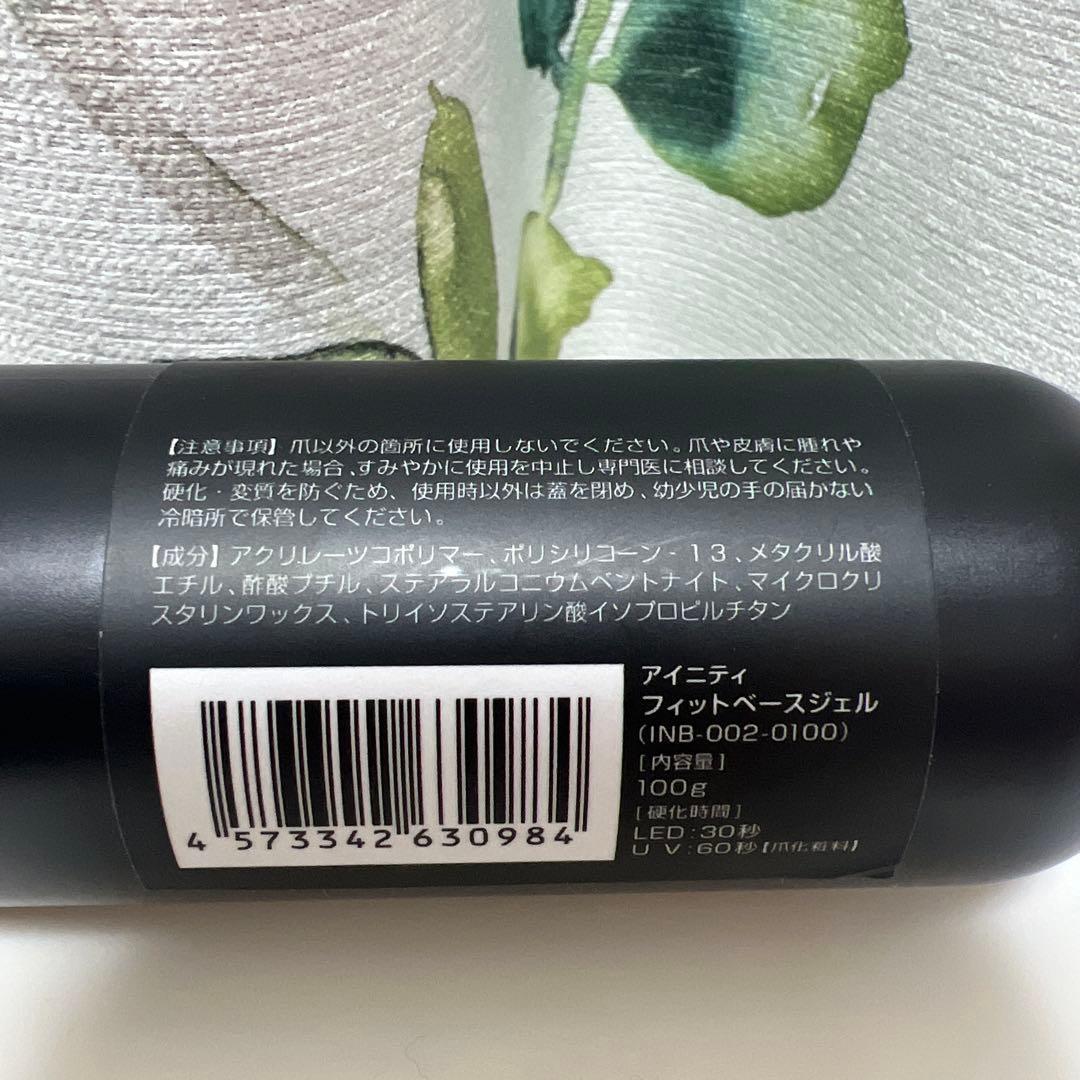 【注意事項】爪以外の箇所に使用しないでください。爪や皮膚に腫れや
痛みが現れた場合、すみやかに使用を中止し専門医に相談してください。
硬化・変質を防ぐため、使用時以外は蓋を閉め、幼少児の手の届かない
冷暗所で保管してください。
【成分】アクリレーツコポリマー、ポリシリコーン-13、メタクリル酸
エチル、酢酸ブチル、ステアラルコニウムベントナイト、マイクロクリ
スタリンワックス、トリイソステアリン酸イソプロピルチタン
4 573342 630984
アイニティ
フィットベースジェル
(INB-002-0100)
[内容量]
100g
[硬化時間]
LED:30秒
UV:60秒【爪化粧料】